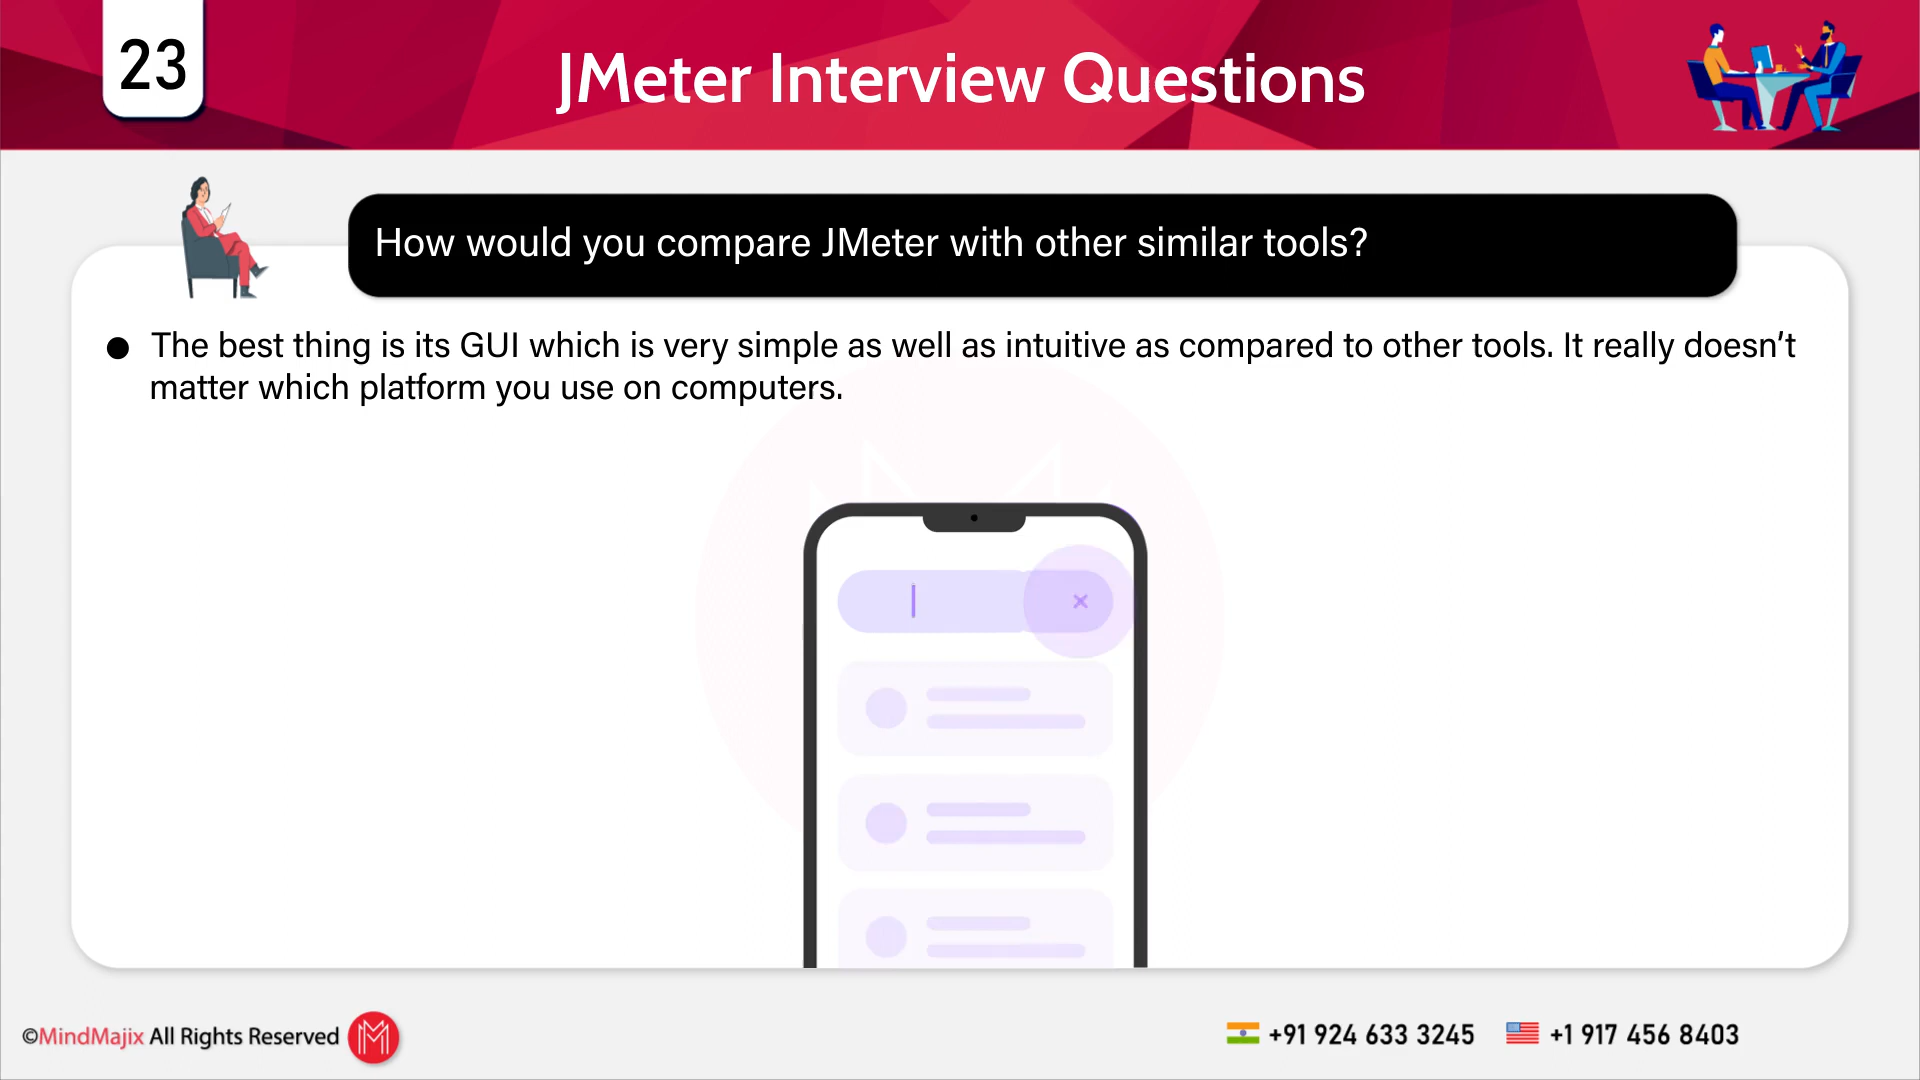 23
JMeter Interview Questions
How would you compare JMeter with other similar tools?
● The best thing is its GUI which is very simple as well as intuitive as compared to other tools. It really doesn’t
matter which platform you use on computers.
©MindMajix All Rights Reserved
+91 924 633 3245
+1 917 456 8403